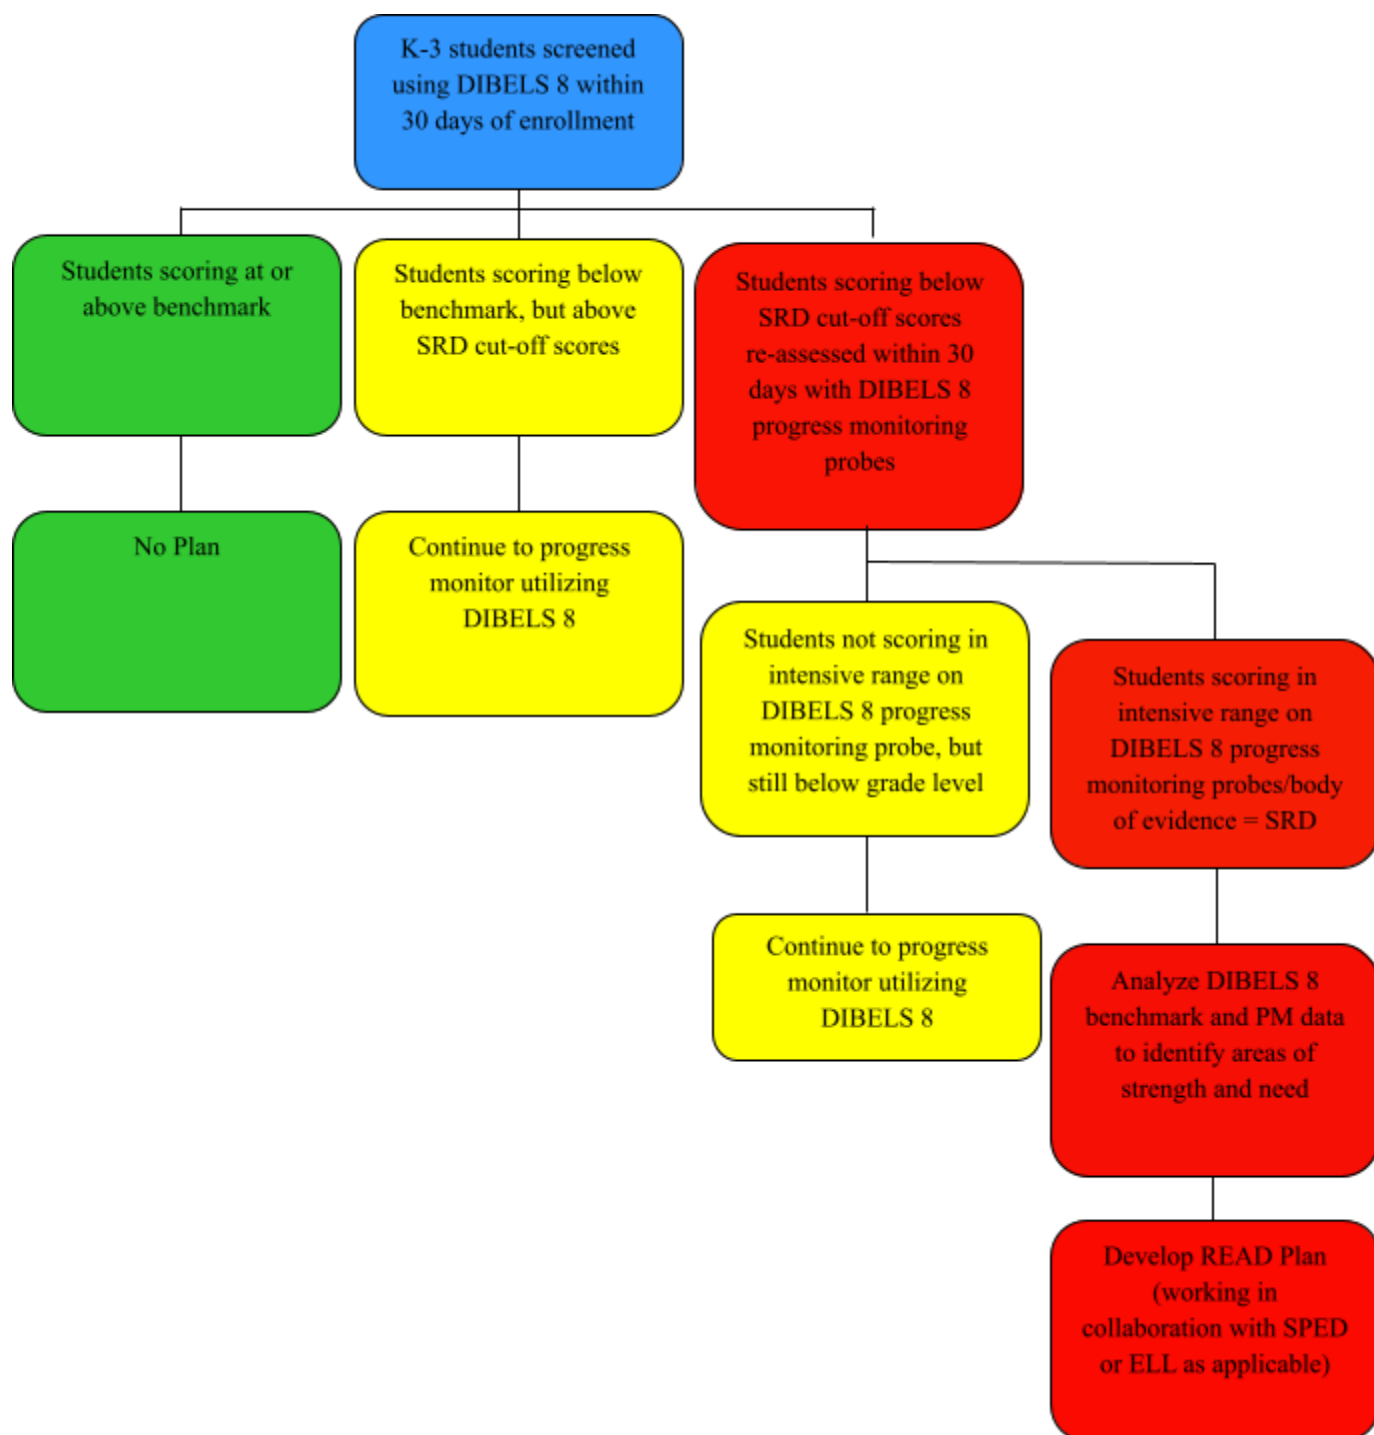 K-3 students screened
using DIBELS 8 within
30 days of enrollment
Students scoring at or
above benchmark
Students scoring below
benchmark, but above
SRD cut-off scores
Students scoring below
SRD cut-off scores
re-assessed within 30
days with DIBELS 8
progress monitoring
probes
No Plan
Continue to progress
monitor utilizing
DIBELS 8
Students not scoring in
intensive range on
DIBELS 8 progress
monitoring probe, but
still below grade level
Students scoring in
intensive range on
DIBELS 8 progress
monitoring probes/body
of evidence = SRD
Continue to progress
monitor utilizing
DIBELS 8
Analyze DIBELS 8
benchmark and PM data
to identify areas of
strength and need
Develop READ Plan
(working in
collaboration with SPED
or ELL as applicable)